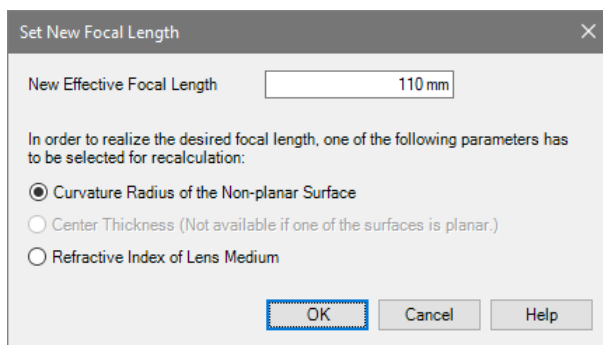 Set New Focal Length
New Effective Focal Length 110 mm
In order to realize the desired focal length, one of the following parameters has
to be selected for recalculation:
Curvature Radius of the Non-planar Surface
Center Thickness (Not available if one of the surfaces is planar.)
Refractive Index of Lens Medium
OK Cancel Help